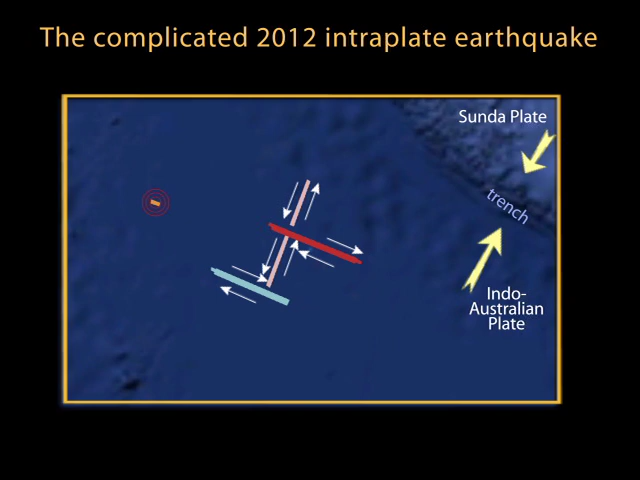 The complicated 2012 intraplate earthquake
Sunda Plate
trench
Indo-
Australian
Plate